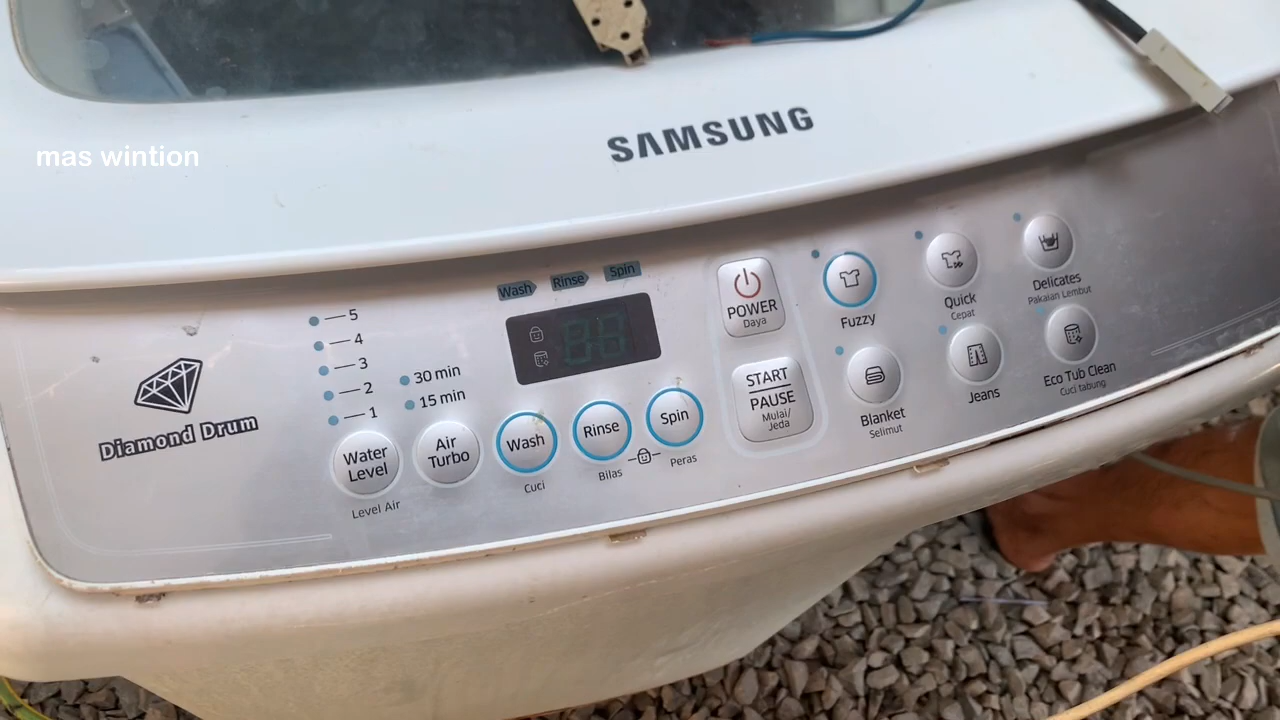 SAMSUNG
mas wintion
Wash Rinse Spin
5
4
3
2
1
30 min
15 min
88
Diamond Drum
Water Level
Level Air
Air Turbo
Wash
Cuci
Rinse
Bilas
Spin
Peras
POWER
Daya
START
PAUSE
Mulai/
Jeda
Fuzzy
Quick
Cepat
Delicates
Pakaian Lembut
Blanket
Selimut
Jeans
Eco Tub Clean
Cuci tabung